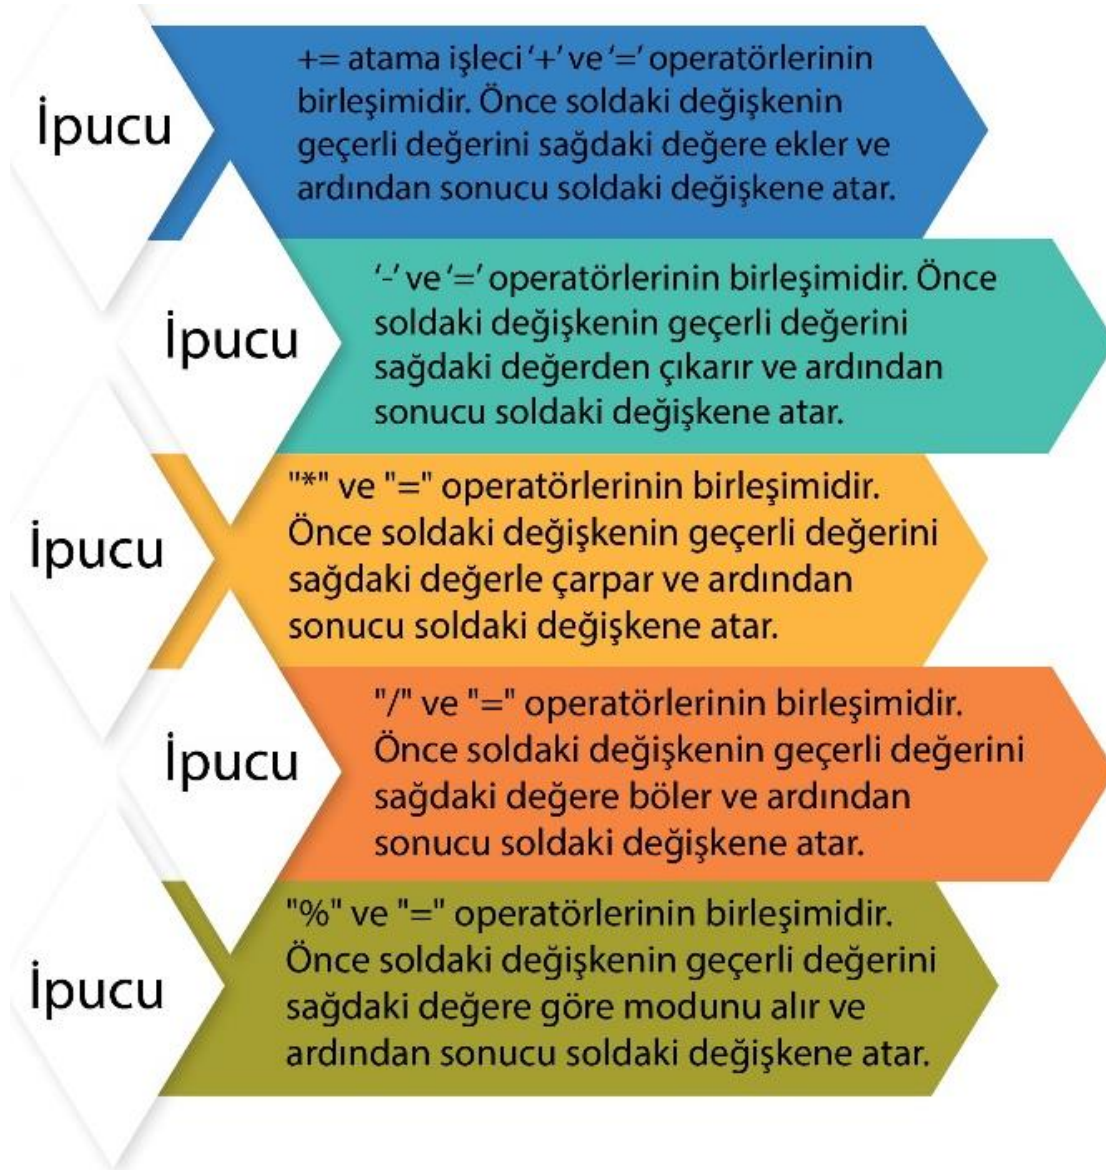 İpucu
+= atama işleci ‘+’ ve ‘=’ operatörlerinin
birleşimidir. Önce soldaki değişkenin
geçerli değerini sağdaki değere ekler ve
ardından sonucu soldaki değişkene atar.
İpucu
‘-’ ve ‘=’ operatörlerinin birleşimidir. Önce
soldaki değişkenin geçerli değerini
sağdaki değerden çıkarır ve ardından
sonucu soldaki değişkene atar.
İpucu
"*" ve "=" operatörlerinin birleşimidir.
Önce soldaki değişkenin geçerli değerini
sağdaki değerle çarpar ve ardından
sonucu soldaki değişkene atar.
İpucu
"/" ve "=" operatörlerinin birleşimidir.
Önce soldaki değişkenin geçerli değerini
sağdaki değere böler ve ardından
sonucu soldaki değişkene atar.
İpucu
"%" ve "=" operatörlerinin birleşimidir.
Önce soldaki değişkenin geçerli değerini
sağdaki değere göre modunu alır ve
ardından sonucu soldaki değişkene atar.